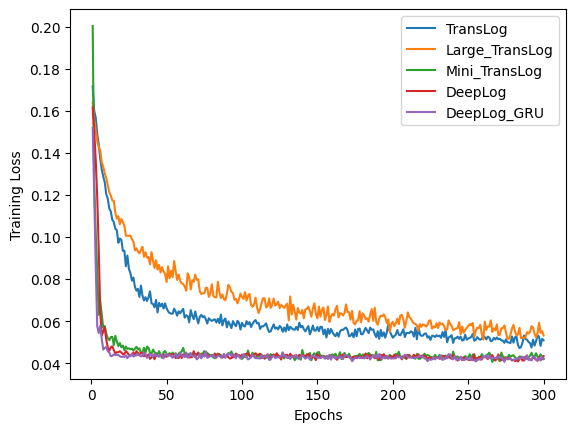 0.20
0.18
0.16
0.14
0.12
0.10
0.08
0.06
0.04
Training Loss
TransLog
Large_TransLog
Mini_TransLog
DeepLog
DeepLog_GRU
0 50 100 150 200 250 300
Epochs